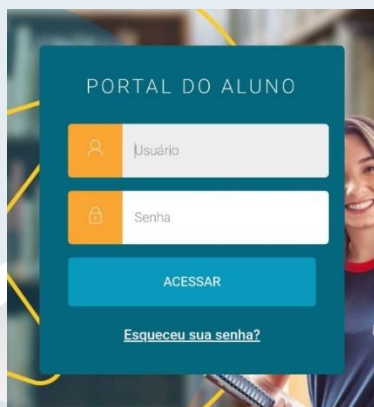 PORTAL DO ALUNO
Usuário
Senha
ACESSAR
Esqueceu sua senha?